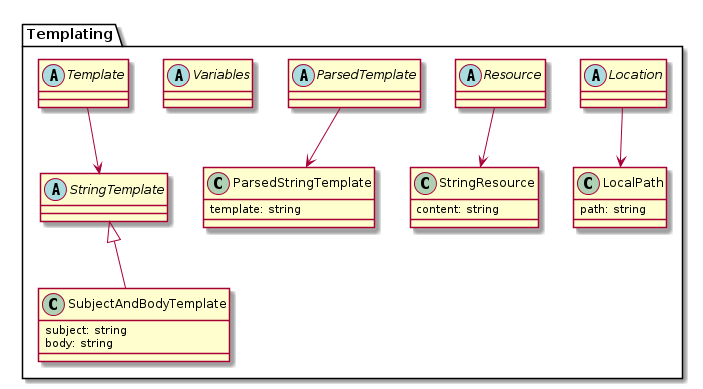 Templating
A Template
A Variables
A ParsedTemplate
A Resource
A Location
A StringTemplate
C ParsedStringTemplate
template: string
C StringResource
content: string
C LocalPath
path: string
C SubjectAndBodyTemplate
subject: string
body: string